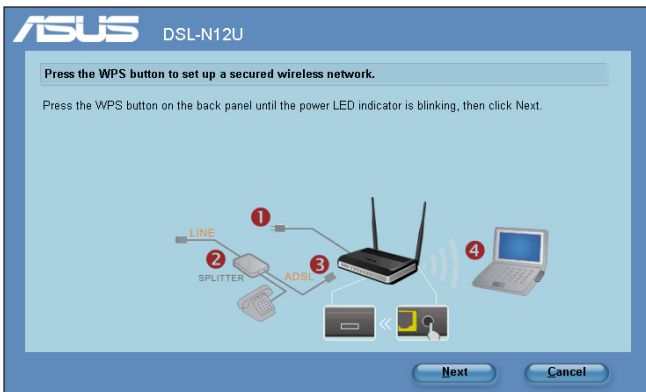 ASUS DSL-N12U
Press the WPS button to set up a secured wireless network.
Press the WPS button on the back panel until the power LED indicator is blinking, then click Next.
1
LINE
2
SPLITTER
ADSL
3
4
Next
Cancel